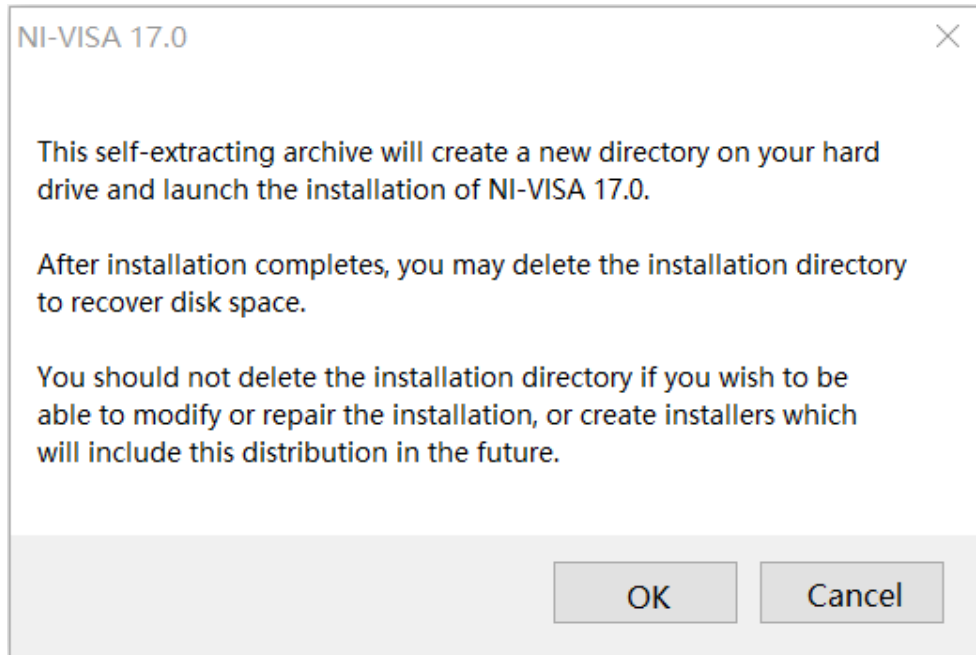 NI-VISA 17.0
This self-extracting archive will create a new directory on your hard
drive and launch the installation of NI-VISA 17.0.
After installation completes, you may delete the installation directory
to recover disk space.
You should not delete the installation directory if you wish to be
able to modify or repair the installation, or create installers which
will include this distribution in the future.
OK
Cancel